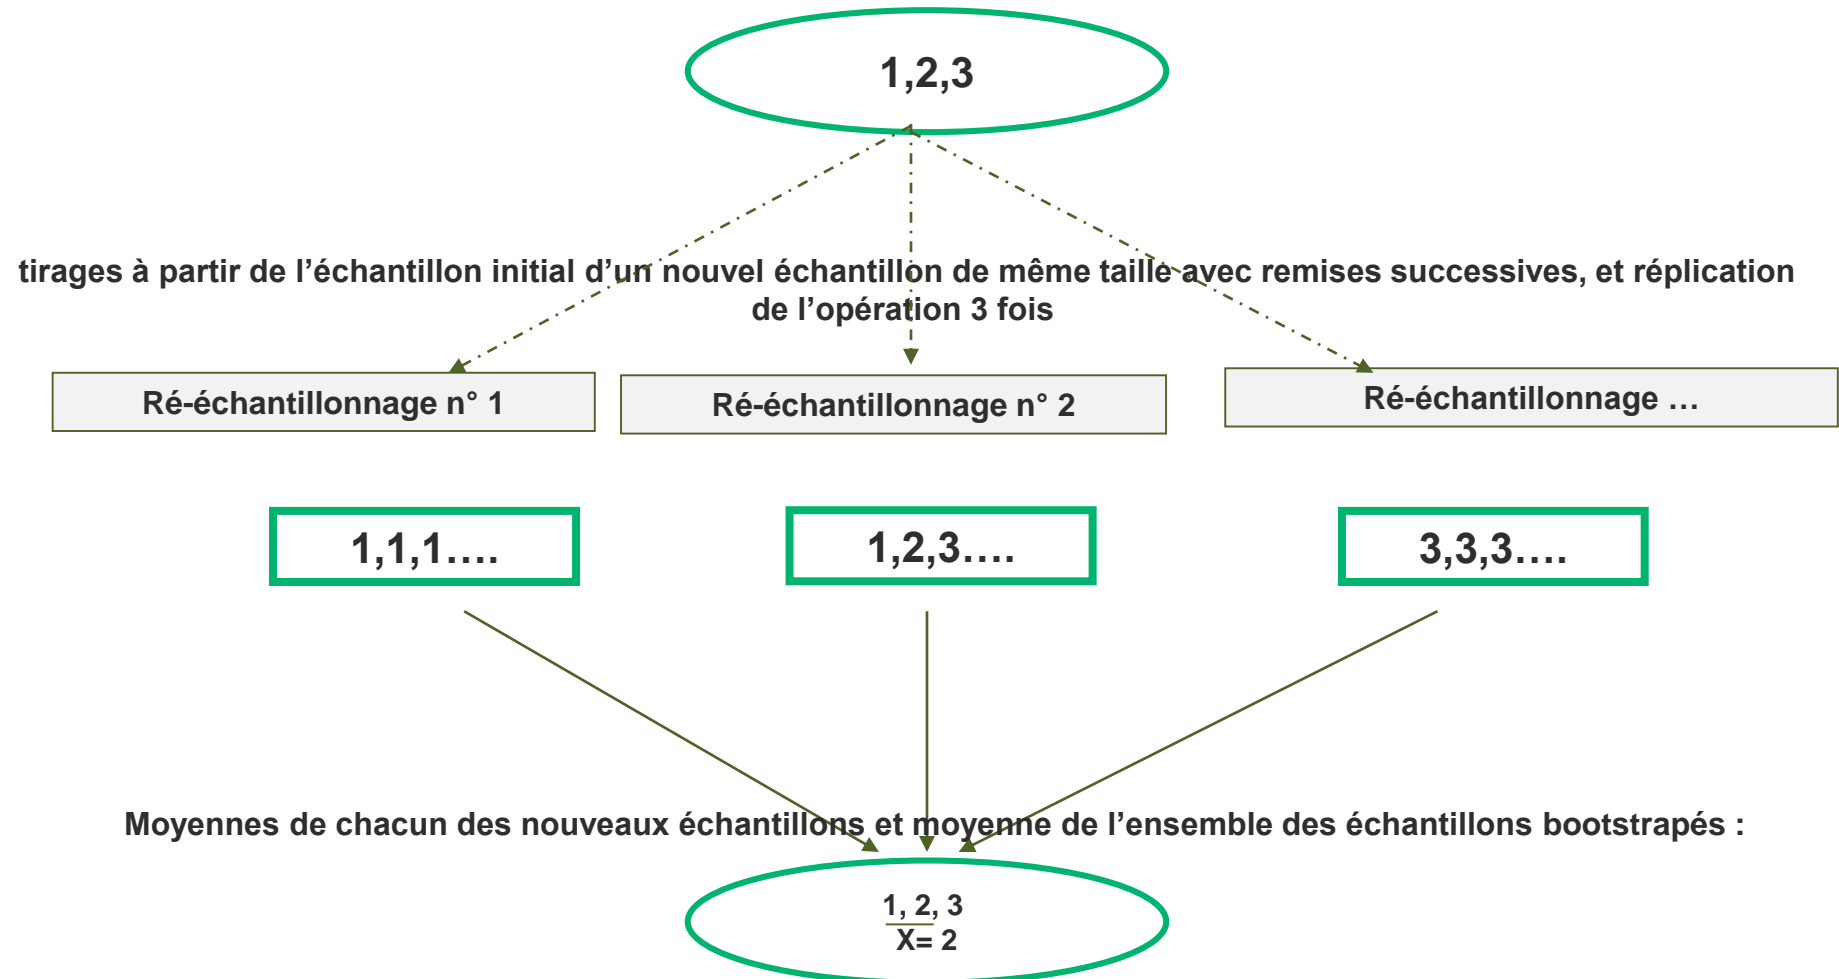 1,2,3
tirages à partir de l’échantillon initial d’un nouvel échantillon de même taille avec remises successives, et réplication
de l’opération 3 fois
Ré-échantillonnage n° 1
Ré-échantillonnage n° 2
Ré-échantillonnage …
1,1,1….
1,2,3….
3,3,3….
Moyennes de chacun des nouveaux échantillons et moyenne de l’ensemble des échantillons bootstrapés :
1, 2, 3
X= 2